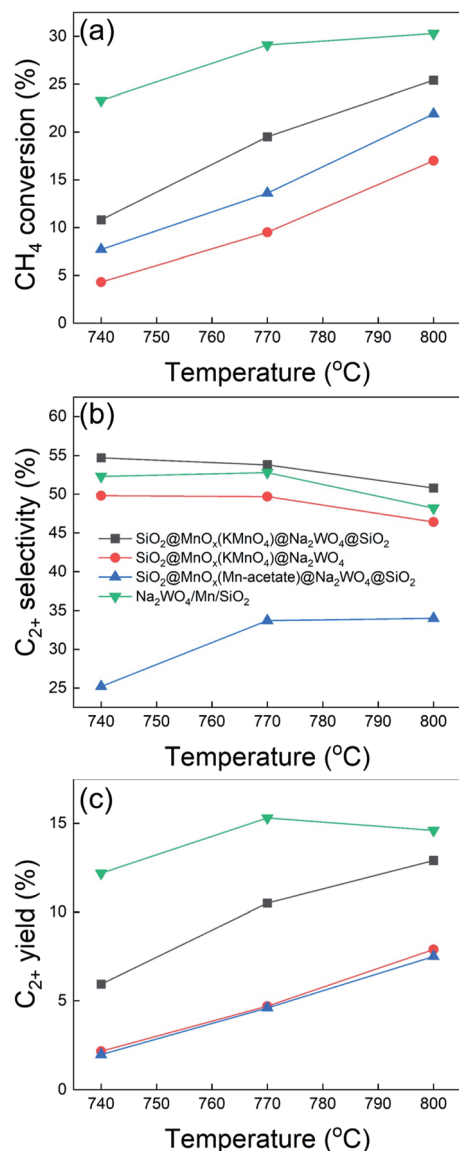 (a)
30
25
20
15
10
5
0
CH₄ conversion (%)
740 750 760 770 780 790 800
Temperature (°C)
(b)
60
55
50
45
40
35
30
25
C₂₊ selectivity (%)
SiO₂@MnOₓ(KMnO₄)@Na₂WO₄@SiO₂
SiO₂@MnOₓ(KMnO₄)@Na₂WO₄
SiO₂@MnOₓ(Mn-acetate)@Na₂WO₄@SiO₂
Na₂WO₄/Mn/SiO₂
740 750 760 770 780 790 800
Temperature (°C)
(c)
15
10
5
0
C₂₊ yield (%)
740 750 760 770 780 790 800
Temperature (°C)